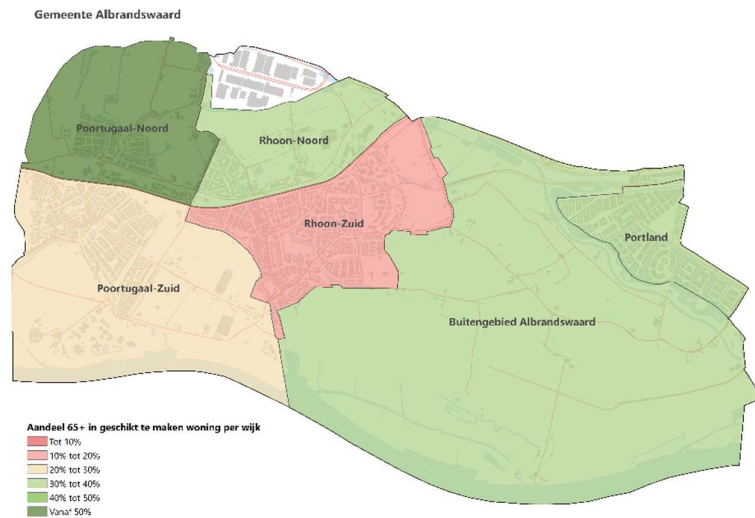 Gemeente Albrandswaard
Poortugaal-Noord
Rhoon-Noord
Rhoon-Zuid
Portland
Poortugaal-Zuid
Buitengebied Albrandswaard
Aandeel 65+ in geschikt te maken woning per wijk
Tot 10%
10% tot 20%
20% tot 30%
30% tot 40%
40% tot 50%
Vanaf 50%